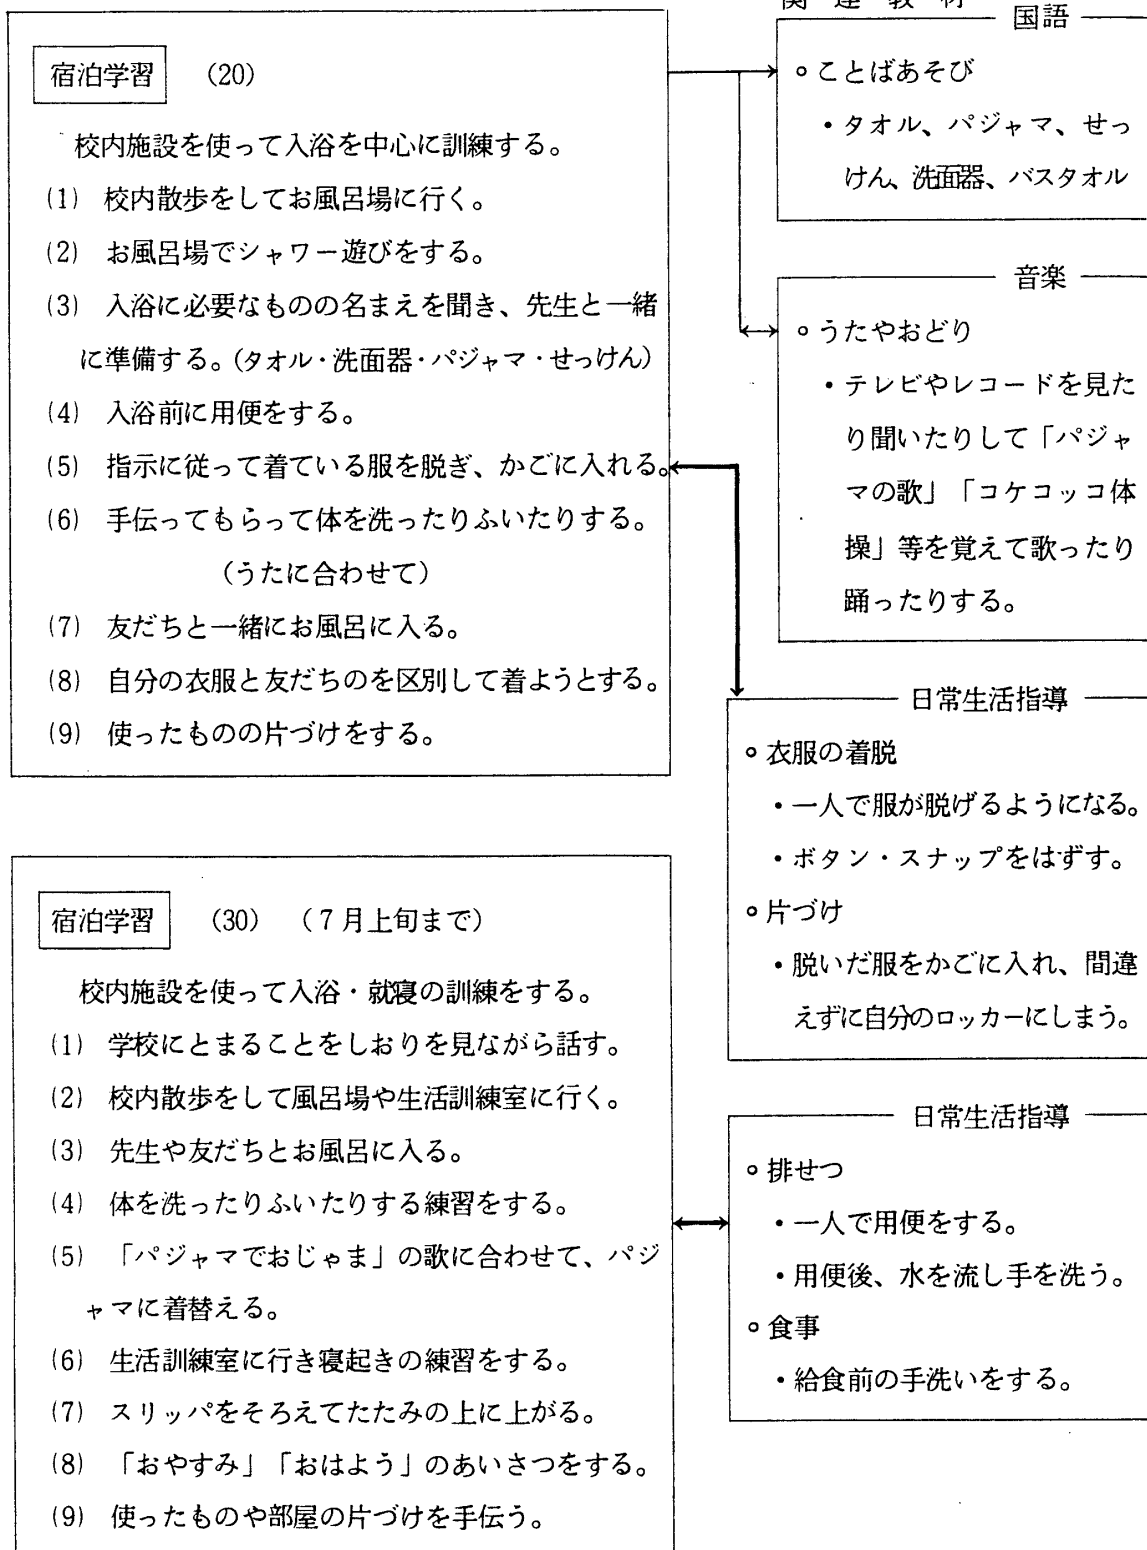 宿泊学習 (20)
校内施設を使って入浴を中心に訓練する。
(1) 校内散歩をしてお風呂場に行く。
(2) お風呂場でシャワー遊びをする。
(3) 入浴に必要なものの名まえを聞き、先生と一緒
に準備する。(タオル・洗面器・パジャマ・せっけん)
(4) 入浴前に用便をする。
(5) 指示に従って着ている服を脱ぎ、かごに入れる。
(6) 手伝ってもらって体を洗ったりふいたりする。
(うたに合わせて)
(7) 友だちと一緒にお風呂に入る。
(8) 自分の衣服と友だちのを区別して着ようとする。
(9) 使ったものの片づけをする。
宿泊学習 (30) (7月上旬まで)
校内施設を使って入浴・就寝の訓練をする。
(1) 学校にとまることをしおりを見ながら話す。
(2) 校内散歩をして風呂場や生活訓練室に行く。
(3) 先生や友だちとお風呂に入る。
(4) 体を洗ったりふいたりする練習をする。
(5) 「パジャマでおじゃま」の歌に合わせて、パジ
ャマに着替える。
(6) 生活訓練室に行き寝起きの練習をする。
(7) スリッパをそろえてたたみの上に上がる。
(8) 「おやすみ」「おはよう」のあいさつをする。
(9) 使ったものや部屋の片づけを手伝う。
関連教材
国語
○ことばあそび
・タオル、パジャマ、せっ
けん、洗面器、バスタオル
音楽
○うたやおどり
・テレビやレコードを見た
り聞いたりして「パジャ
マの歌」「コケコッコ体
操」等を覚えて歌ったり
踊ったりする。
日常生活指導
○衣服の着脱
・一人で服が脱げるようになる。
・ボタン・スナップをはずす。
○片づけ
・脱いだ服をかごに入れ、間違
えずに自分のロッカーにしまう。
日常生活指導
○排せつ
・一人で用便をする。
・用便後、水を流し手を洗う。
○食事
・給食前の手洗いをする。